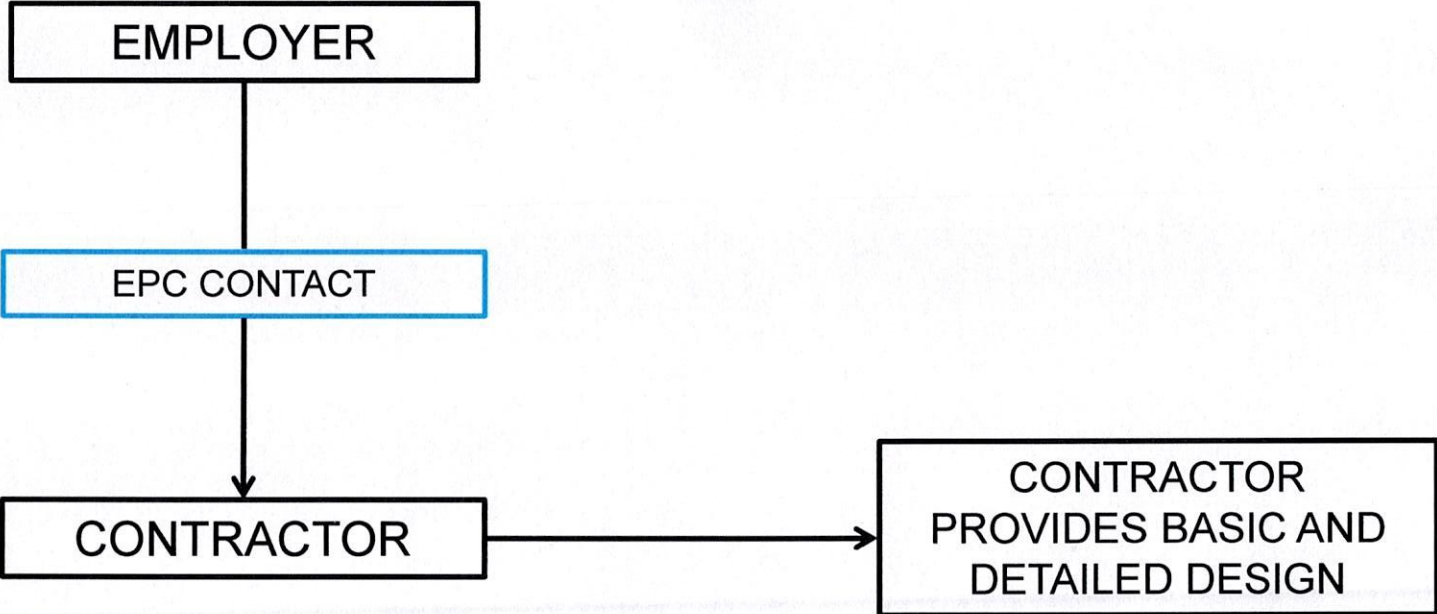 EMPLOYER
EPC CONTACT
CONTRACTOR
CONTRACTOR
PROVIDES BASIC AND
DETAILED DESIGN